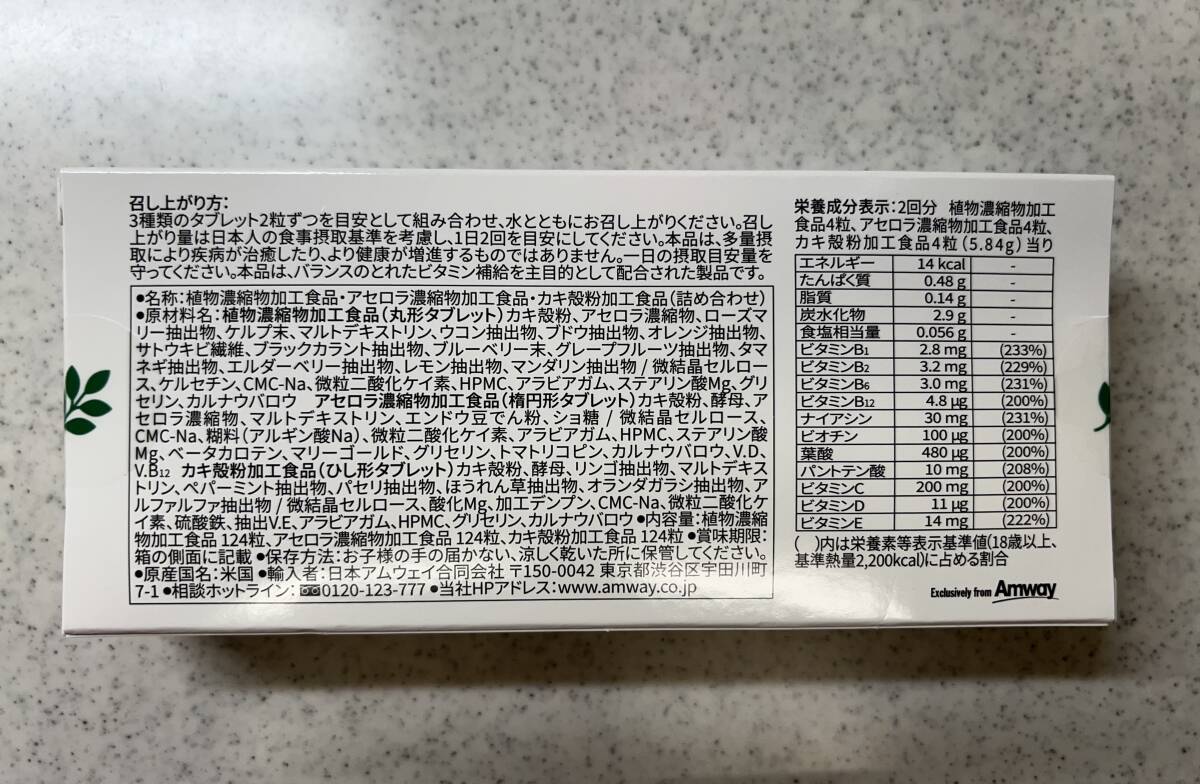 召し上がり方：
3種類のタブレット2粒ずつを目安として組み合わせ、水とともにお召し上がりください。召し
上がり量は日本人の食事摂取基準を考慮し、1日2回を目安にしてください。本品は、多量摂
取により疾病が治癒したり、より健康が増進するものではありません。一日の摂取目安量を
守ってください。本品は、バランスのとれたビタミン補給を主目的として配合された製品です。
●名称：植物濃縮物加工食品・アセロラ濃縮物加工食品・カキ殻粉加工食品（詰め合わせ）
●原材料名：植物濃縮物加工食品（丸形タブレット）カキ殻粉、アセロラ濃縮物、ローズマ
リー抽出物、ケルプ末、マルトデキストリン、ウコン抽出物、ブドウ抽出物、オレンジ抽出物、
サトウキビ繊維、ブラックカラント抽出物、ブルーベリー末、グレープフルーツ抽出物、タマ
ネギ抽出物、エルダーベリー抽出物、レモン抽出物、マンダリン抽出物 / 微結晶セルロー
ス、ケルセチン、CMC-Na、微粒二酸化ケイ素、HPMC、アラビアガム、ステアリン酸Mg、グリ
セリン、カルナウバロウ アセロラ濃縮物加工食品（楕円形タブレット）カキ殻粉、酵母、ア
セロラ濃縮物、マルトデキストリン、エンドウ豆でん粉、ショ糖 / 微結晶セルロース、
CMC-Na、糊料（アルギン酸Na）、微粒二酸化ケイ素、アラビアガム、HPMC、ステアリン酸
Mg、ベータカロテン、マリーゴールド、グリセリン、トマトリコピン、カルナウバロウ、V.D、
V.B12 カキ殻粉加工食品（ひし形タブレット）カキ殻粉、酵母、リンゴ抽出物、マルトデキス
トリン、ペパーミント抽出物、パセリ抽出物、ほうれん草抽出物、オランダガラシ抽出物、ア
ルファルファ抽出物 / 微結晶セルロース、酸化Mg、加工デンプン、CMC-Na、微粒二酸化ケ
イ素、硫酸鉄、抽出V.E、アラビアガム、HPMC、グリセリン、カルナウバロウ ●内容量：植物濃縮
物加工食品 124粒、アセロラ濃縮物加工食品 124粒、カキ殻粉加工食品 124粒 ●賞味期限：
箱の側面に記載 ●保存方法：お子様の手の届かない、涼しく乾いた所に保管してください。
●原産国名：米国 ●輸入者：日本アムウェイ合同会社 〒150-0042 東京都渋谷区宇田川町
7-1 ●相談ホットライン：0120-123-777 ●当社HPアドレス：www.amway.co.jp
栄養成分表示：2回分 植物濃縮物加工
食品4粒、アセロラ濃縮物加工食品4粒、
カキ殻粉加工食品4粒（5.84g）当り
エネルギー 14 kcal -
たんぱく質 0.48 g -
脂質 0.14 g -
炭水化物 2.9 g -
食塩相当量 0.056 g -
ビタミンB1 2.8 mg (233%)
ビタミンB2 3.2 mg (229%)
ビタミンB6 3.0 mg (231%)
ビタミンB12 4.8 μg (200%)
ナイアシン 30 mg (231%)
ビオチン 100 μg (200%)
葉酸 480 μg (200%)
パントテン酸 10 mg (208%)
ビタミンC 200 mg (200%)
ビタミンD 11 μg (200%)
ビタミンE 14 mg (222%)
( )内は栄養素等表示基準値(18歳以上、
基準熱量2,200kcal)に占める割合
Exclusively from Amway